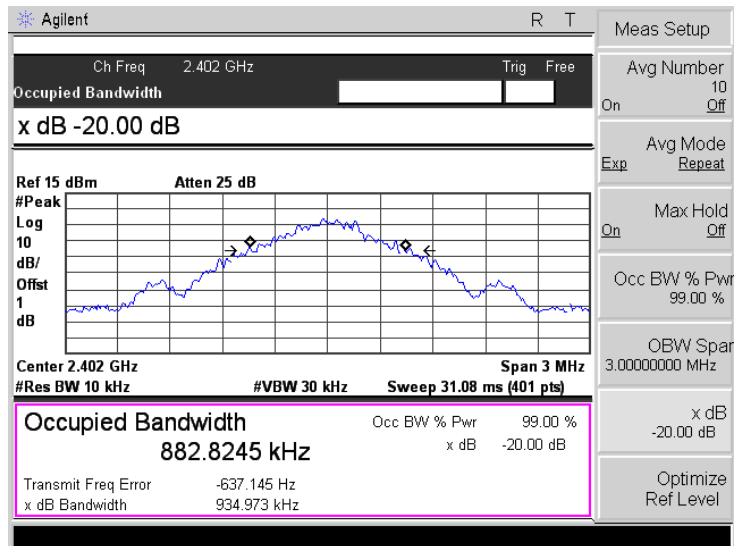 Agilent R T
Ch Freq 2.402 GHz Trig Free
Occupied Bandwidth
x dB -20.00 dB
Ref 15 dBm Atten 25 dB
#Peak
Log
10
dB/
Offst
1
dB
Center 2.402 GHz Span 3 MHz
#Res BW 10 kHz #VBW 30 kHz Sweep 31.08 ms (401 pts)
Occupied Bandwidth Occ BW % Pwr 99.00 %
882.8245 kHz x dB -20.00 dB
Transmit Freq Error -637.145 Hz
x dB Bandwidth 934.973 kHz
Meas Setup
Avg Number
10
On Off
Avg Mode
Exp Repeat
Max Hold
On Off
Occ BW % Pwr
99.00 %
OBW Span
3.00000000 MHz
x dB
-20.00 dB
Optimize
Ref Level